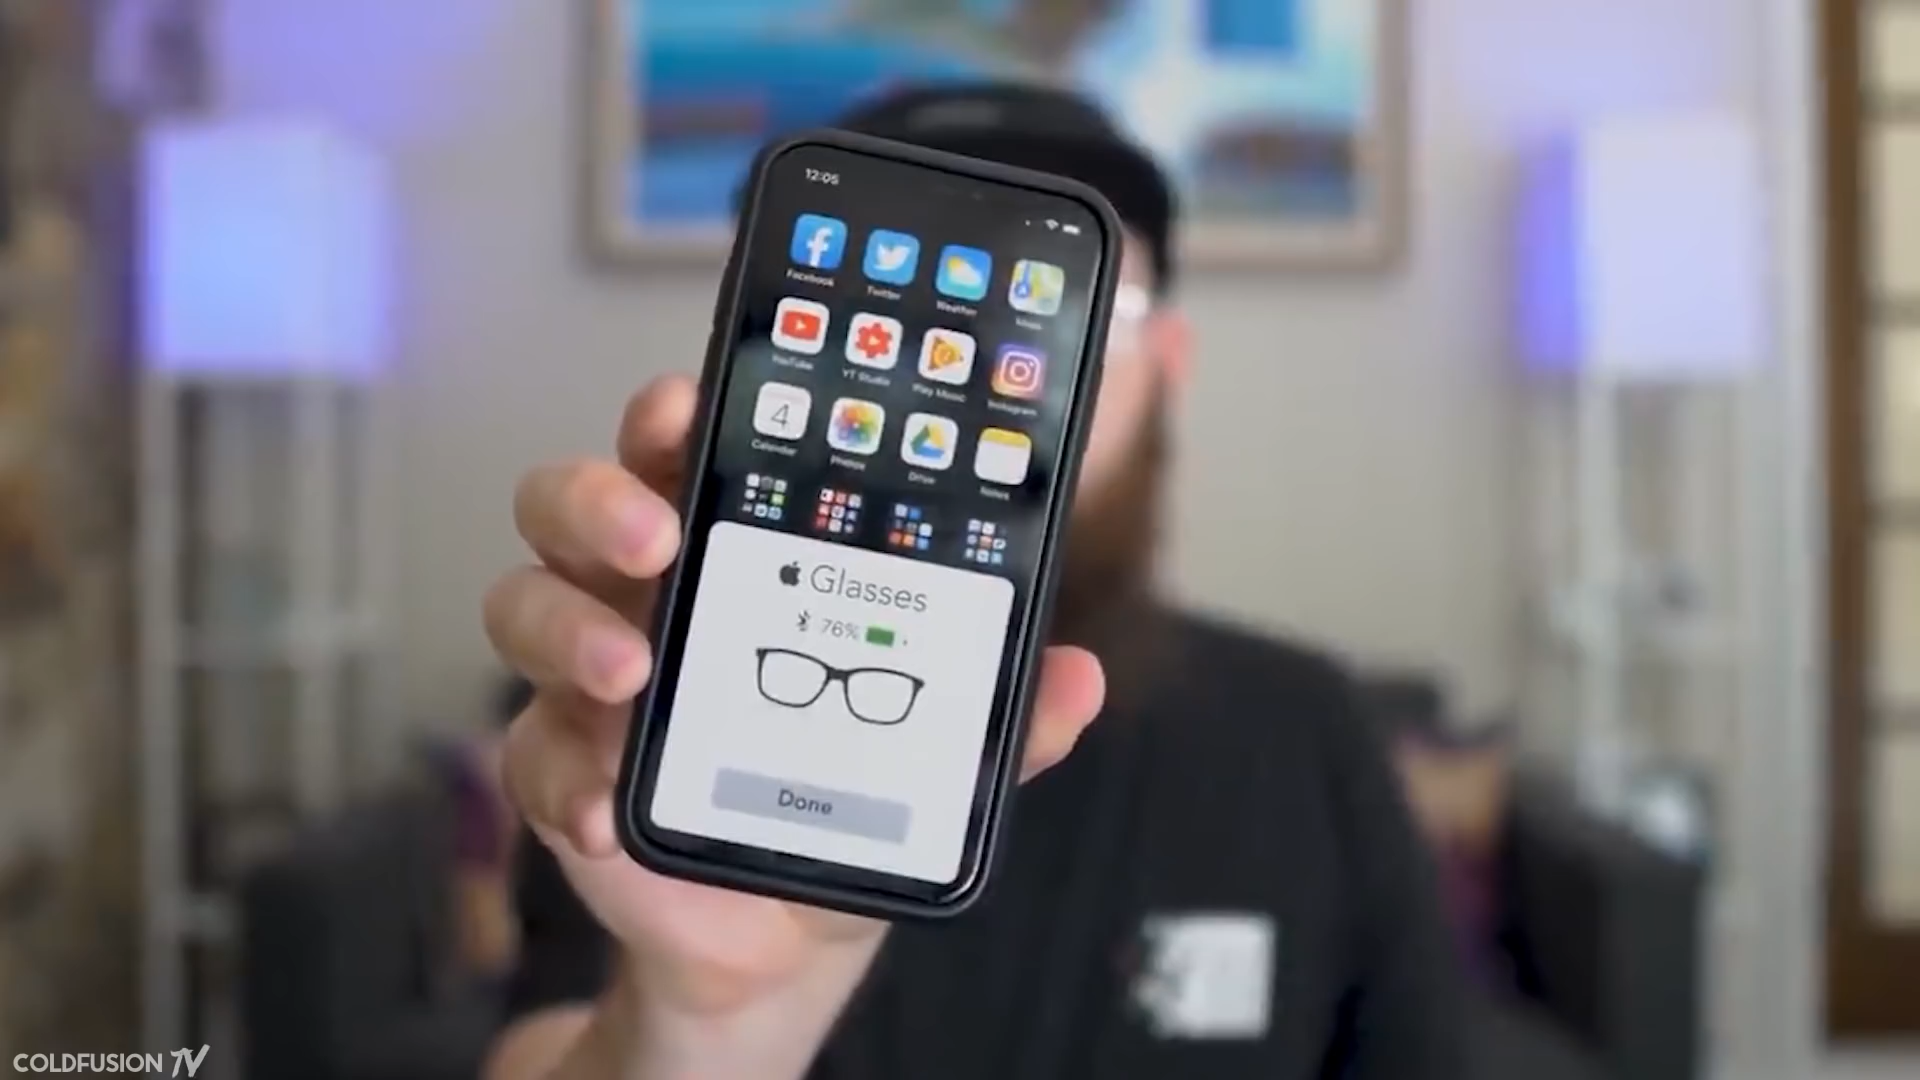 12:05
Facebook
Twitter
Weather
Maps
YouTube
YT Studio
Play Music
Instagram
4
Calendar
Photos
Drive
Notes
Glasses
76%
Done
COLDFUSION TV